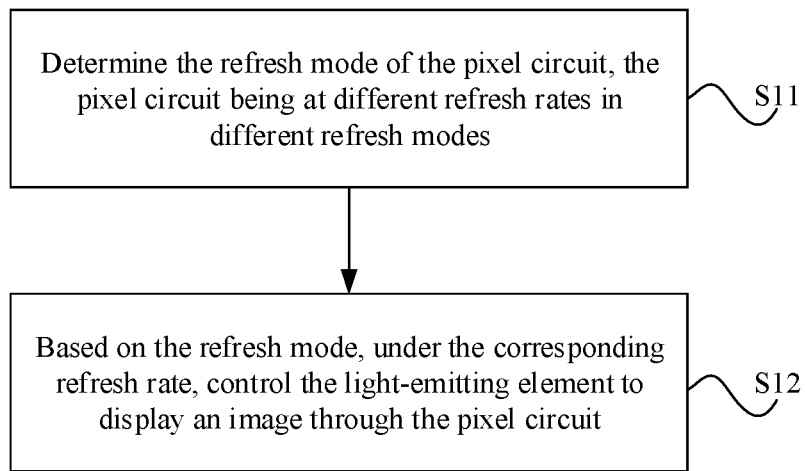 Determine the refresh mode of the pixel circuit, the
pixel circuit being at different refresh rates in
different refresh modes
S11
Based on the refresh mode, under the corresponding
refresh rate, control the light-emitting element to
display an image through the pixel circuit
S12